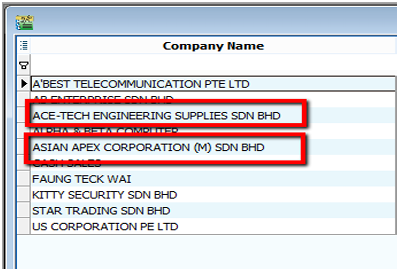 Company Name
A'BEST TELECOMMUNICATION PTE LTD
AB ENTERPRISE SDN BHD
ACE-TECH ENGINEERING SUPPLIES SDN BHD
ALPHA & BETA COMPUTER
ASIAN APEX CORPORATION (M) SDN BHD
CASH SALES
FAUNG TECK WAI
KITTY SECURITY SDN BHD
STAR TRADING SDN BHD
US CORPORATION PE LTD